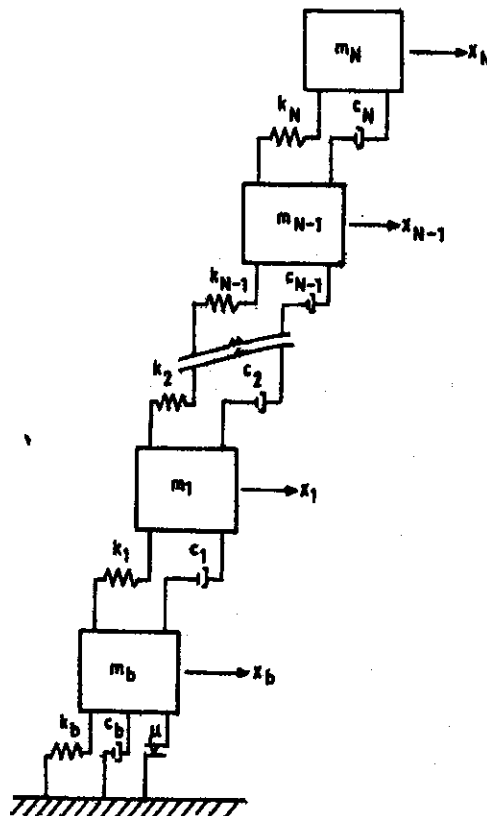 m_N
x_N
k_N
c_N
m_N-1
x_N-1
k_N-1
c_N-1
k_2
c_2
m_1
x_1
k_1
c_1
m_b
x_b
k_b
c_b
μ